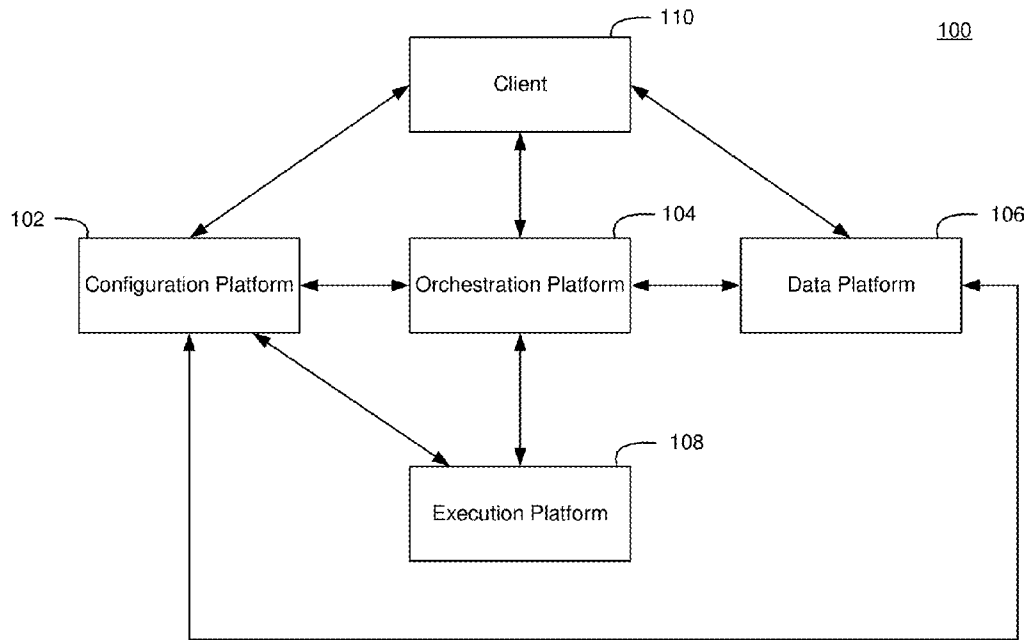 110
100
Client
102
104
106
Configuration Platform
Orchestration Platform
Data Platform
108
Execution Platform